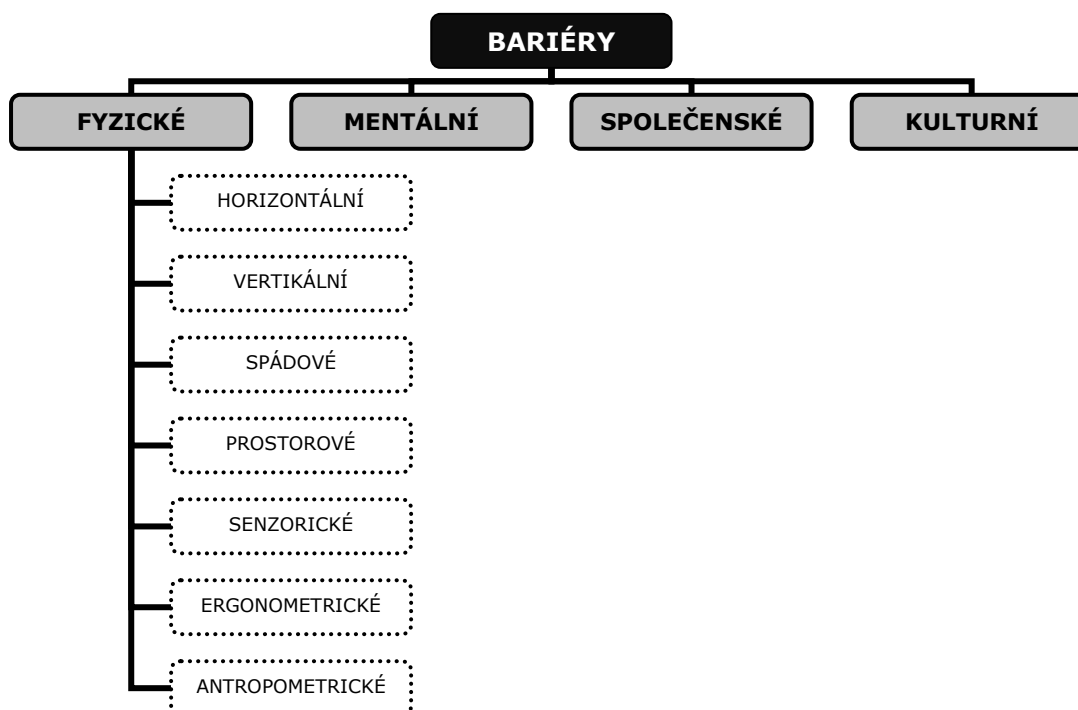 BARIÉRY
FYZICKÉ
MENTÁLNÍ
SPOLEČENSKÉ
KULTURNÍ
HORIZONTÁLNÍ
VERTIKÁLNÍ
SPÁDOVÉ
PROSTOROVÉ
SENZORICKÉ
ERGONOMETRICKÉ
ANTROPOMETRICKÉ